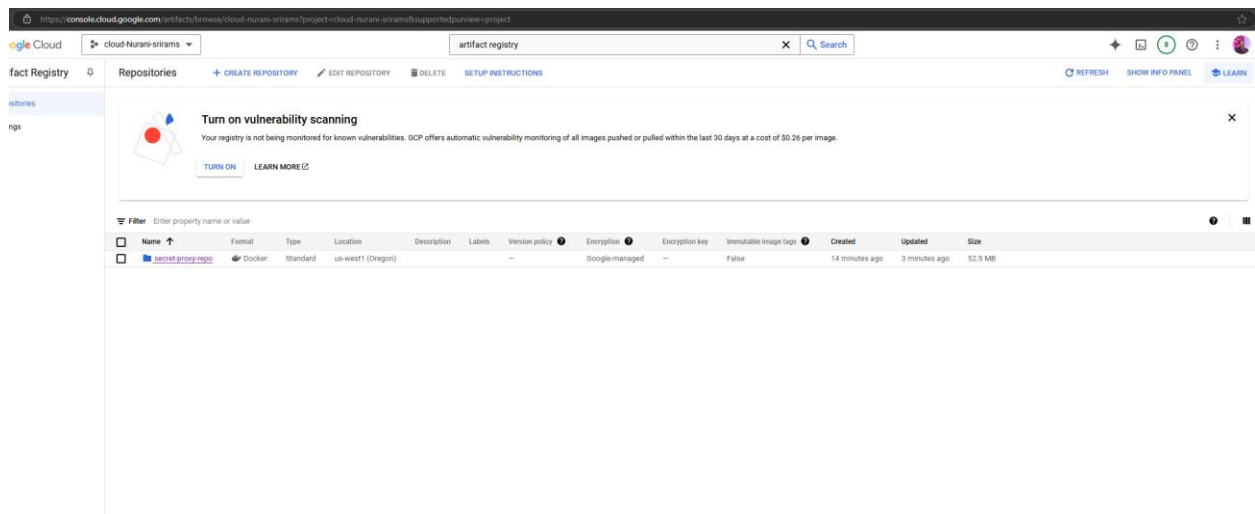 https://console.cloud.google.com/artifacts/browse/cloud-nurani-srirams?project=cloud-nurani-srirams&supportedpurview=project
ogle Cloud cloud-Nurani-srirams artifact registry Search 8
ifact Registry Repositories CREATE REPOSITORY EDIT REPOSITORY DELETE SETUP INSTRUCTIONS REFRESH SHOW INFO PANEL LEARN
ositories
ngs
Turn on vulnerability scanning
Your registry is not being monitored for known vulnerabilities. GCP offers automatic vulnerability monitoring of all images pushed or pulled within the last 30 days at a cost of $0.26 per image.
TURN ON LEARN MORE
Filter Enter property name or value
Name Format Type Location Description Labels Version policy Encryption Encryption key Immutable image tags Created Updated Size
secret-proxy-repo Docker Standard us-west1 (Oregon) — Google-managed — False 14 minutes ago 3 minutes ago 52.5 MB